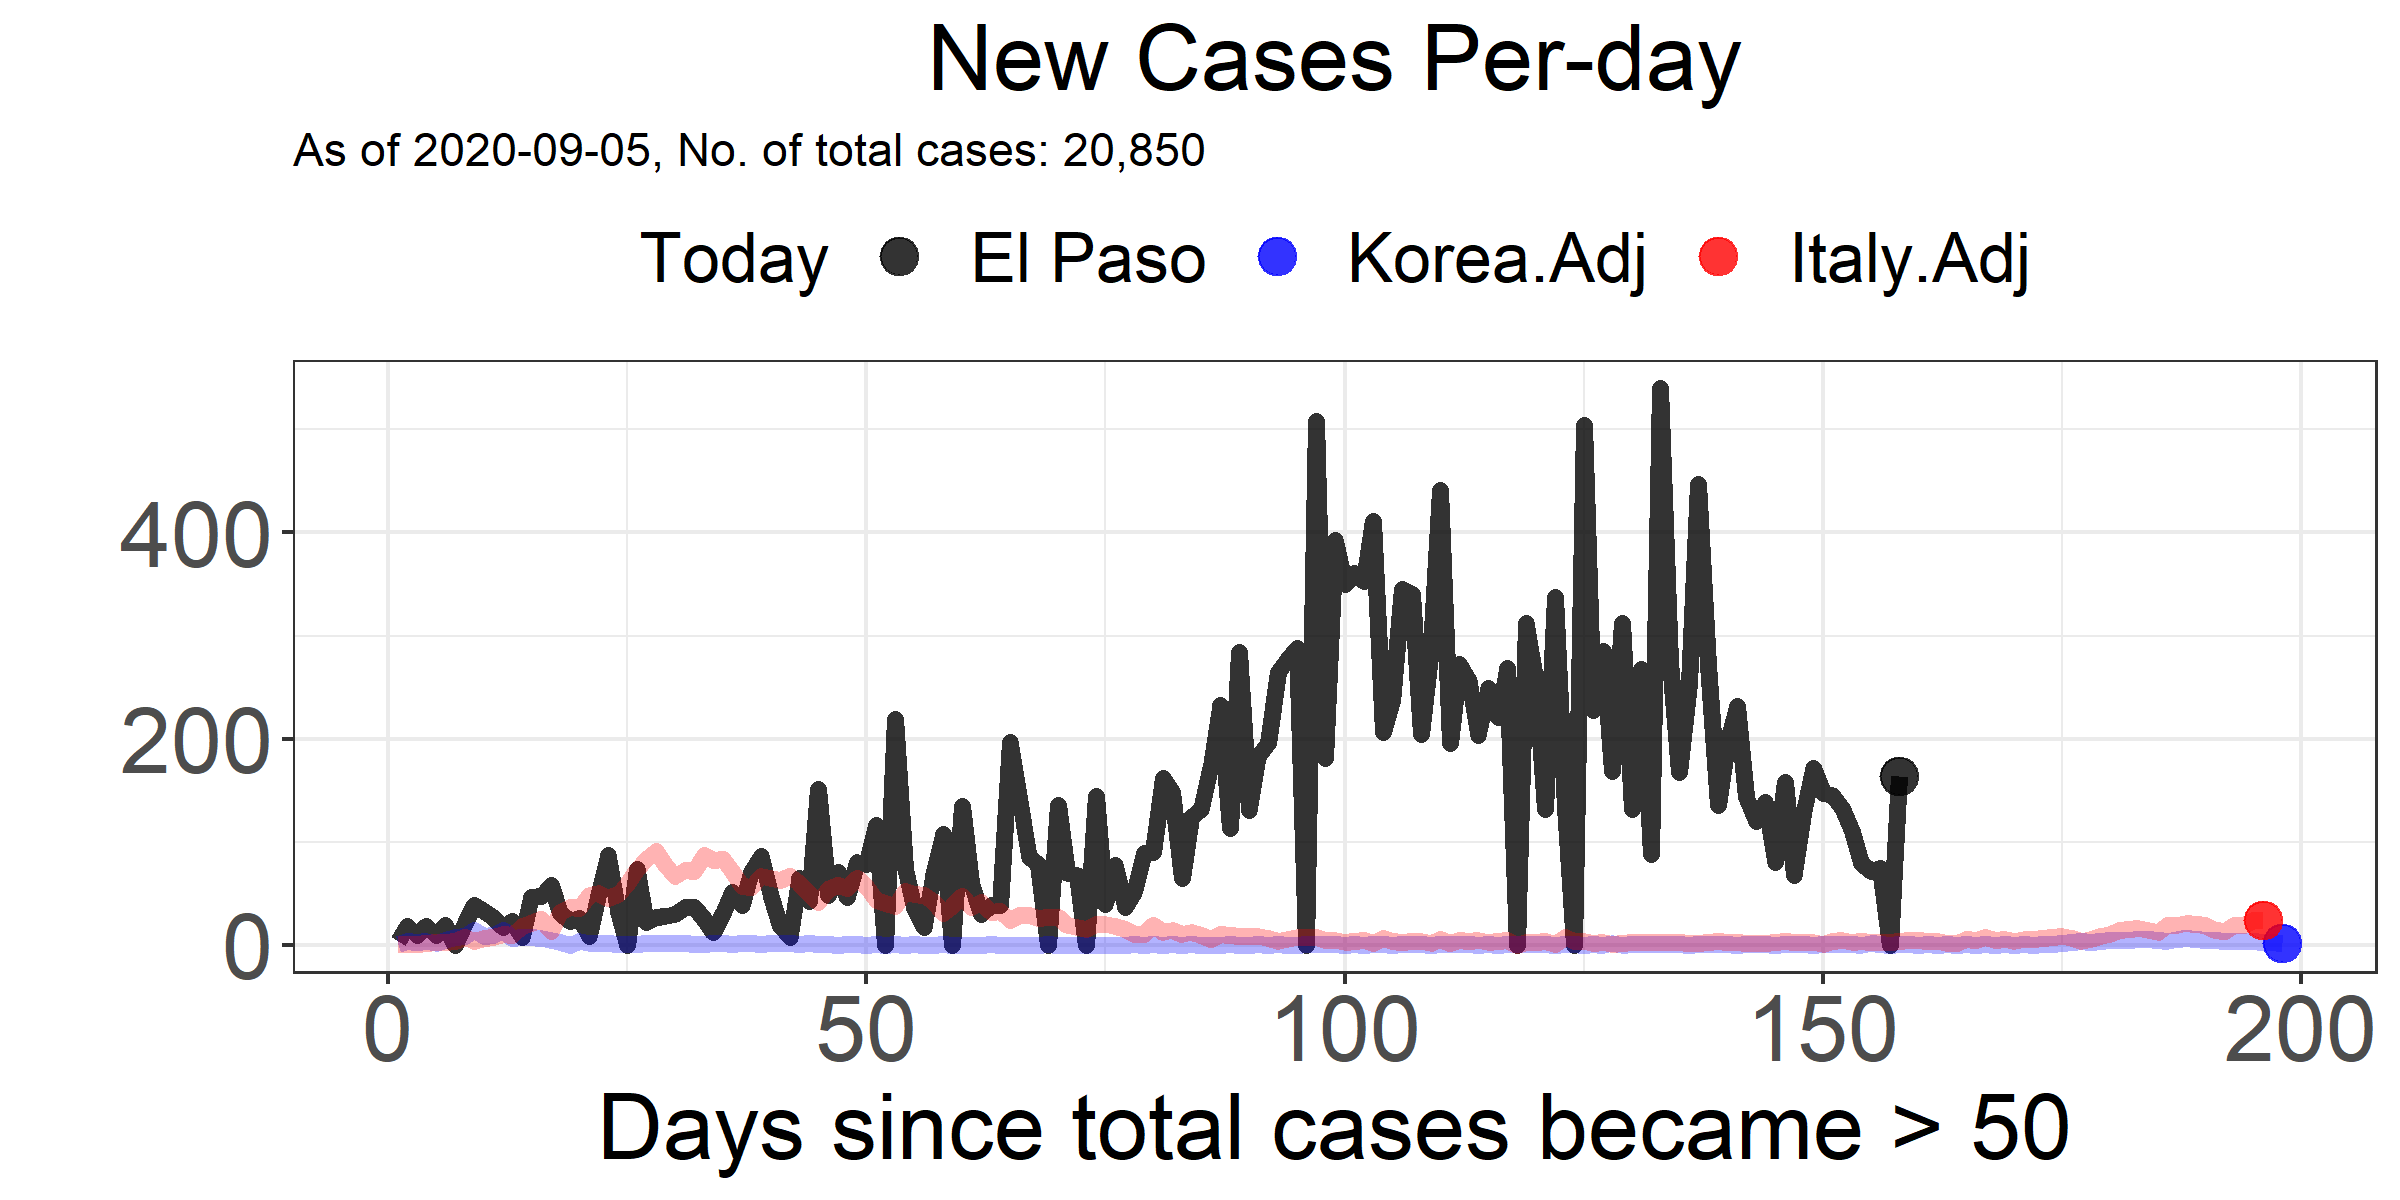 New Cases Per-day
As of 2020-09-05, No. of total cases: 20,850
Today El Paso Korea.Adj Italy.Adj
400
200
0
0 50 100 150 200
Days since total cases became > 50